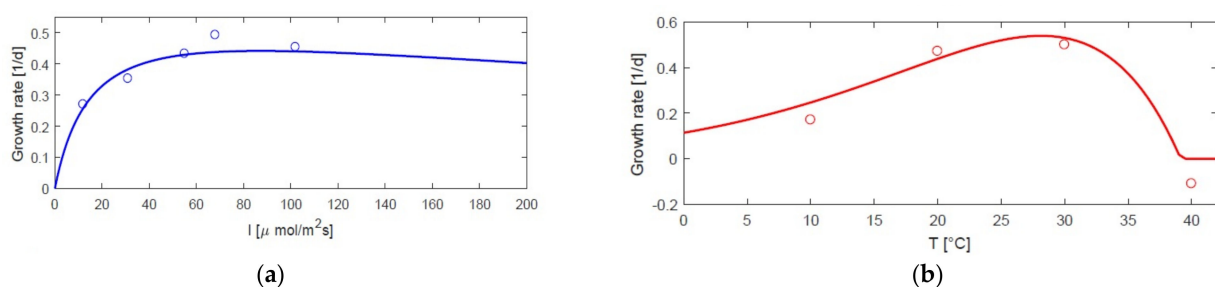 0.5
0.4
0.3
0.2
0.1
0
Growth rate [1/d]
0 20 40 60 80 100 120 140 160 180 200
I [μ mol/m²s]
(a)
0.6
0.4
0.2
0
-0.2
Growth rate [1/d]
0 5 10 15 20 25 30 35 40
T [°C]
(b)